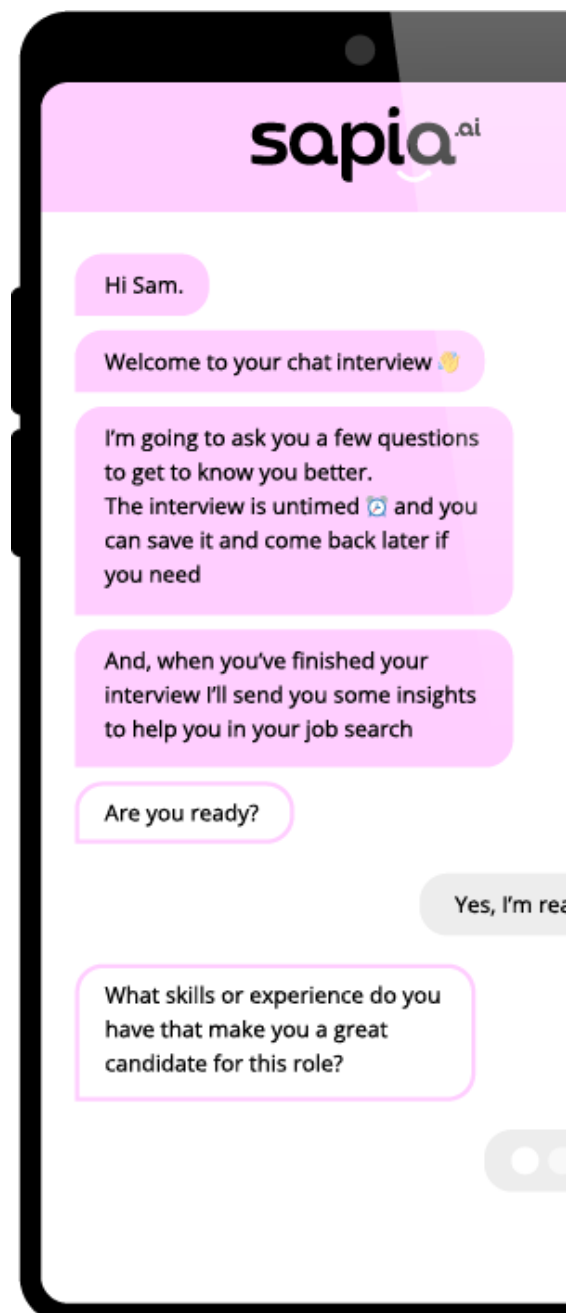 sapia.ai
Hi Sam.
Welcome to your chat interview 👋
I’m going to ask you a few questions
to get to know you better.
The interview is untimed ⏰ and you
can save it and come back later if
you need
And, when you’ve finished your
interview I’ll send you some insights
to help you in your job search
Are you ready?
Yes, I’m
What skills or experience do you
have that make you a great
candidate for this role?